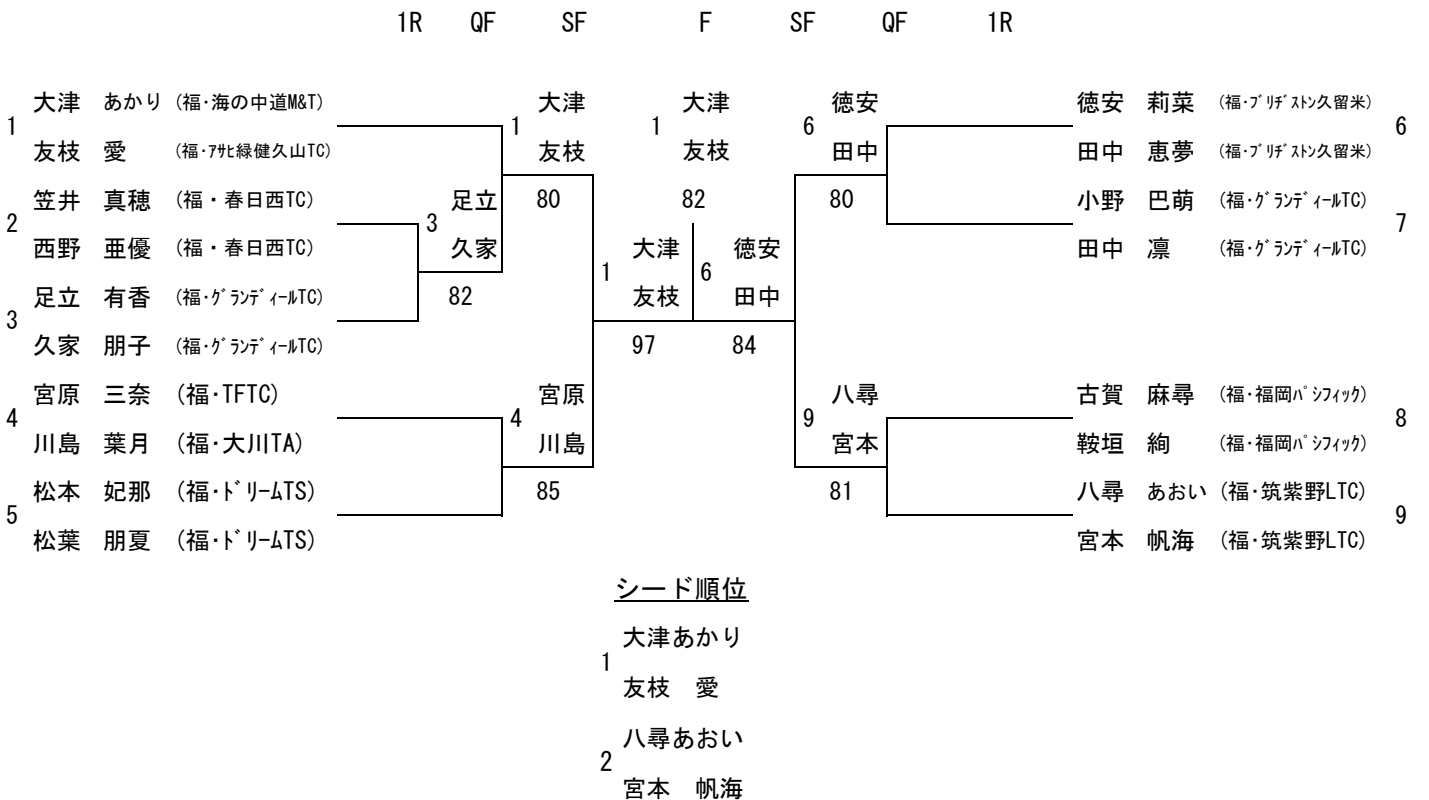 1R QF SF F SF QF 1R
大津 あかり (福・海の中道M&T) 大津 大津 徳安 徳安 莉菜 (福・ﾌﾞﾘﾁﾞｽﾄﾝ久留米)
1 1 1 6 6
友枝 愛 (福・ｱｻﾋ緑健久山TC) 友枝 友枝 田中 田中 恵夢 (福・ﾌﾞﾘﾁﾞｽﾄﾝ久留米)
笠井 真穂 (福・春日西TC) 足立 80 82 80 小野 巴萌 (福・ｸﾞﾗﾝﾃﾞｨｰﾙTC)
2 3 7
西野 亜優 (福・春日西TC) 久家 大津 徳安 田中 凛 (福・ｸﾞﾗﾝﾃﾞｨｰﾙTC)
1 6
足立 有香 (福・ｸﾞﾗﾝﾃﾞｨｰﾙTC) 82 友枝 田中
3
久家 朋子 (福・ｸﾞﾗﾝﾃﾞｨｰﾙTC) 97 84
宮原 三奈 (福・TFTC) 宮原 八尋 古賀 麻尋 (福・福岡ﾊﾟｼﾌｨｯｸ)
4 4 9 8
川島 葉月 (福・大川TA) 川島 宮本 鞍垣 絢 (福・福岡ﾊﾟｼﾌｨｯｸ)
松本 妃那 (福・ﾄﾞﾘｰﾑTS) 85 81 八尋 あおい (福・筑紫野LTC)
5 9
松葉 朋夏 (福・ﾄﾞﾘｰﾑTS) 宮本 帆海 (福・筑紫野LTC)
シード順位
大津あかり
1
友枝 愛
八尋あおい
2
宮本 帆海